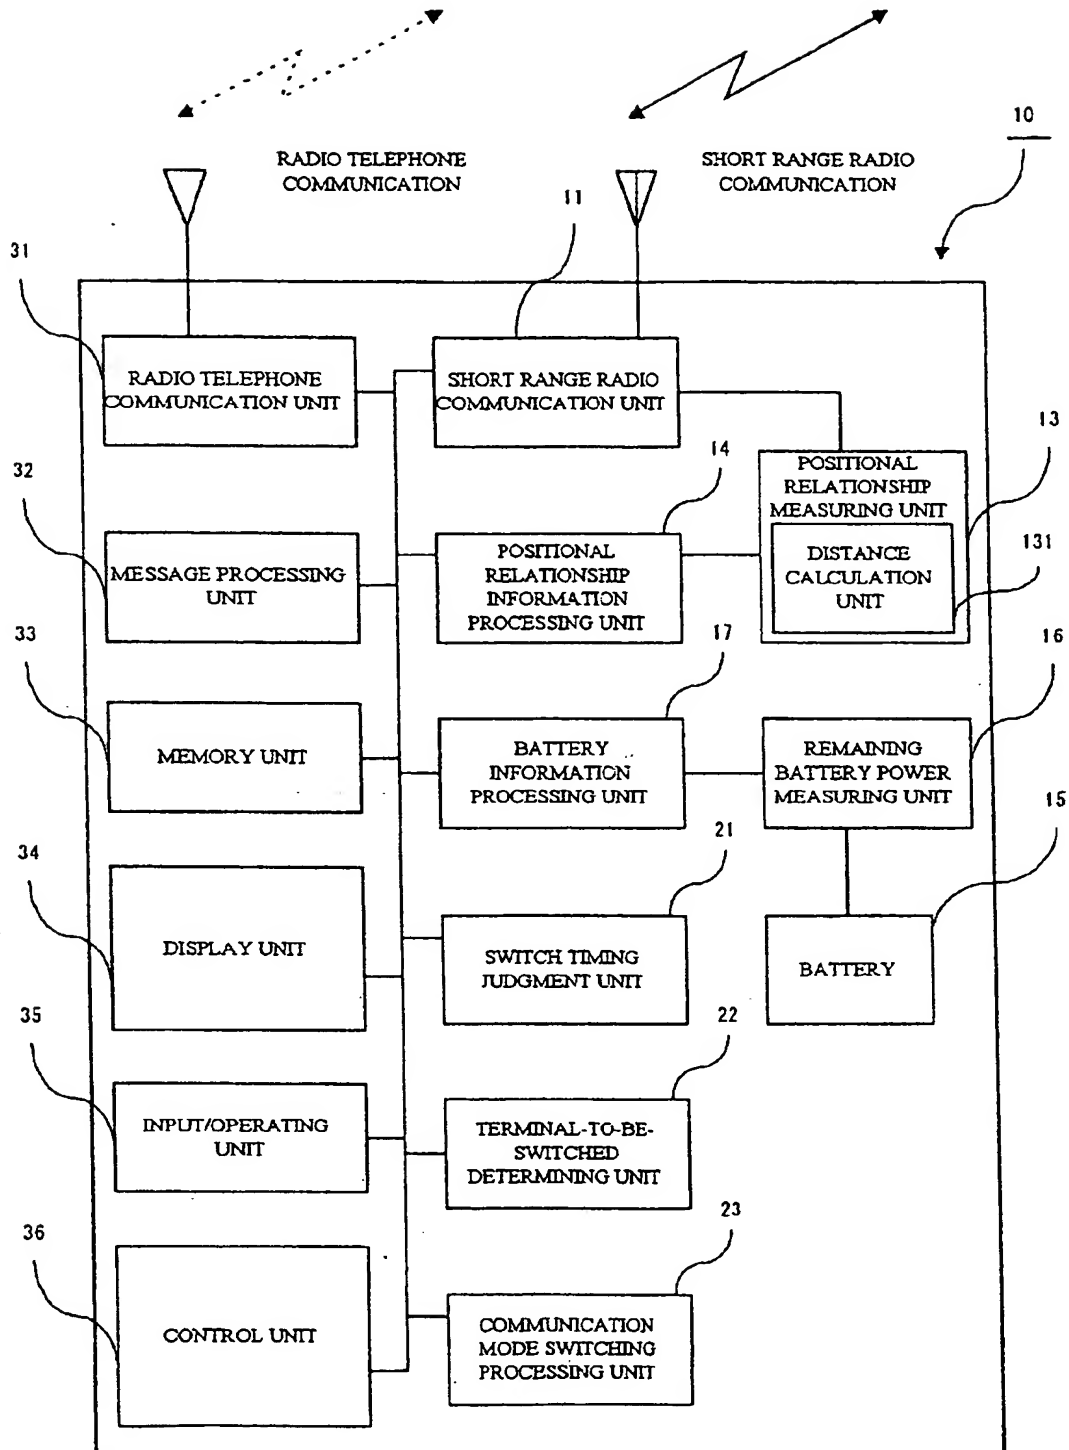 10
RADIO TELEPHONE
COMMUNICATION
SHORT RANGE RADIO
COMMUNICATION
11
31
RADIO TELEPHONE
COMMUNICATION UNIT
SHORT RANGE RADIO
COMMUNICATION UNIT
13
14
32
POSITIONAL
RELATIONSHIP
MEASURING UNIT
131
DISTANCE
CALCULATION
UNIT
MESSAGE PROCESSING
UNIT
POSITIONAL
RELATIONSHIP
INFORMATION
PROCESSING UNIT
33
17
16
MEMORY UNIT
BATTERY
INFORMATION
PROCESSING UNIT
REMAINING
BATTERY POWER
MEASURING UNIT
15
34
21
DISPLAY UNIT
SWITCH TIMING
JUDGMENT UNIT
BATTERY
35
22
INPUT/OPERATING
UNIT
TERMINAL-TO-BE-
SWITCHED
DETERMINING UNIT
36
23
CONTROL UNIT
COMMUNICATION
MODE SWITCHING
PROCESSING UNIT